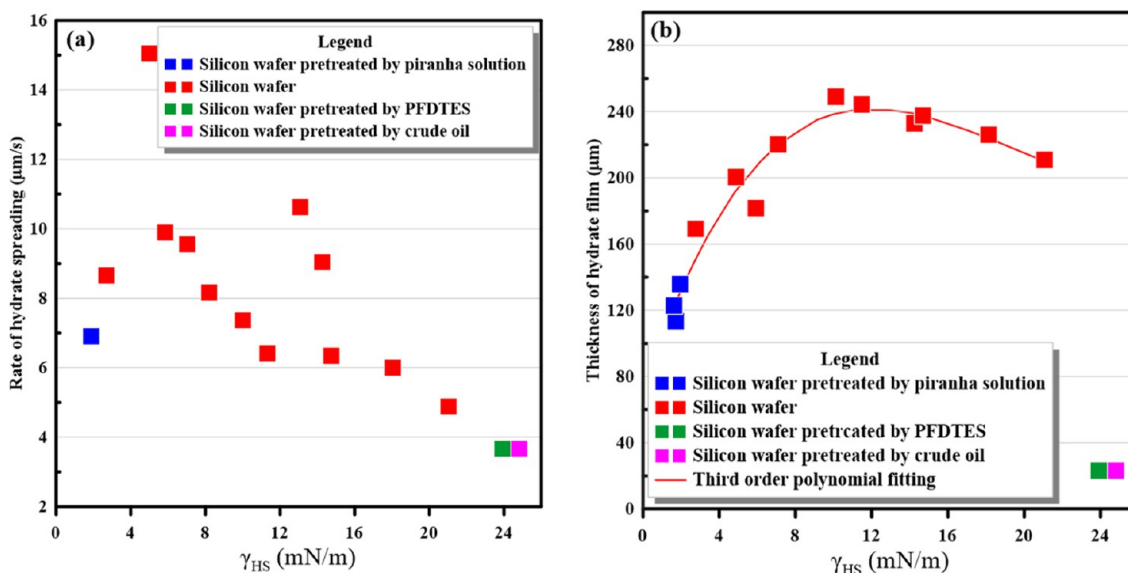 (a)
Legend
Silicon wafer pretreated by piranha solution
Silicon wafer
Silicon wafer pretreated by PFDTES
Silicon wafer pretreated by crude oil
Rate of hydrate spreading (μm/s)
16
14
12
10
8
6
4
2
0
4
8
12
16
20
24
γHS (mN/m)
(b)
Thickness of hydrate film (μm)
280
240
200
160
120
80
40
0
Legend
Silicon wafer pretreated by piranha solution
Silicon wafer
Silicon wafer pretrcated by PFDTES
Silicon wafer pretreated by crude oil
Third order polynomial fitting
0
4
8
12
16
20
24
γHS (mN/m)